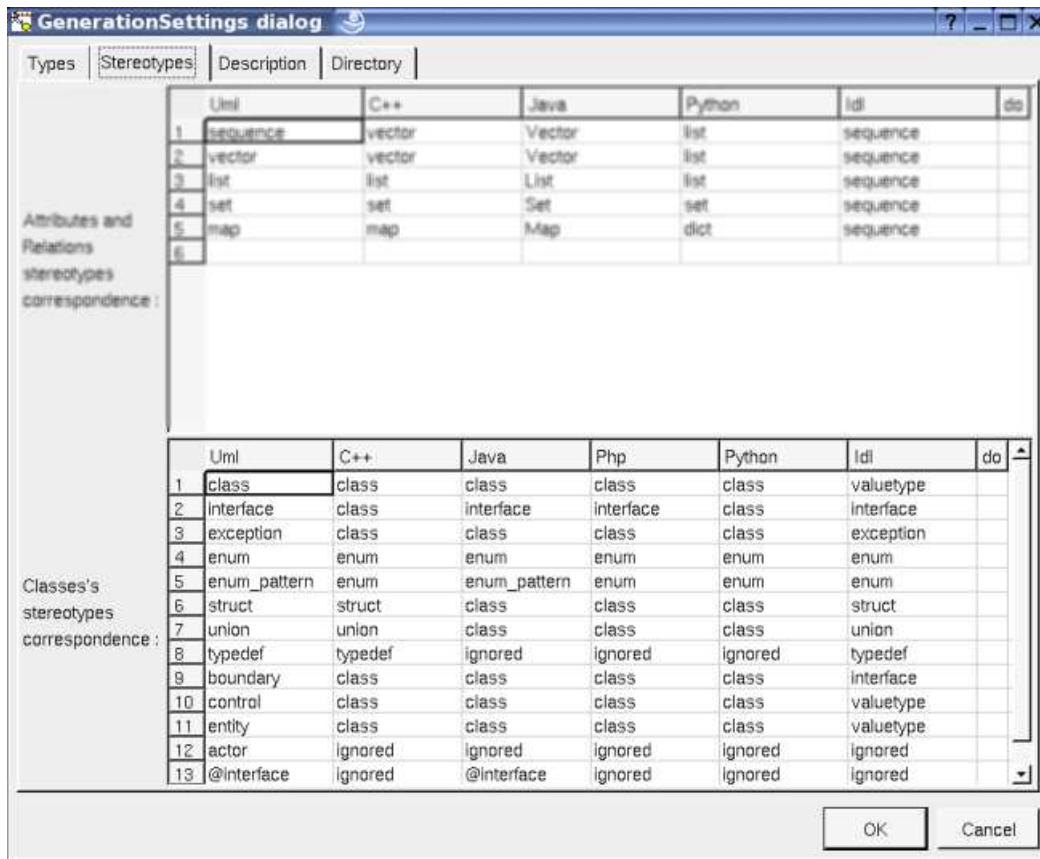 GenerationSettings dialog ?
Types Stereotypes Description Directory
Uml C++ Java Python Idl do
1 sequence vector Vector list sequence
2 vector vector Vector list sequence
3 list list List list sequence
4 set set Set set sequence
5 map map Map dict sequence
6
Attributes and
Relations
stereotypes
correspondence :
Uml C++ Java Php Python Idl do
1 class class class class class valuetype
2 interface class interface interface class interface
3 exception class class class class exception
4 enum enum enum enum enum enum
5 enum_pattern enum enum_pattern enum enum enum
6 struct struct class class class struct
7 union union class class class union
8 typedef typedef ignored ignored ignored typedef
9 boundary class class class class interface
10 control class class class class valuetype
11 entity class class class class valuetype
12 actor ignored ignored ignored ignored ignored
13 @interface ignored @interface ignored ignored ignored
Classes's
stereotypes
correspondence :
OK Cancel